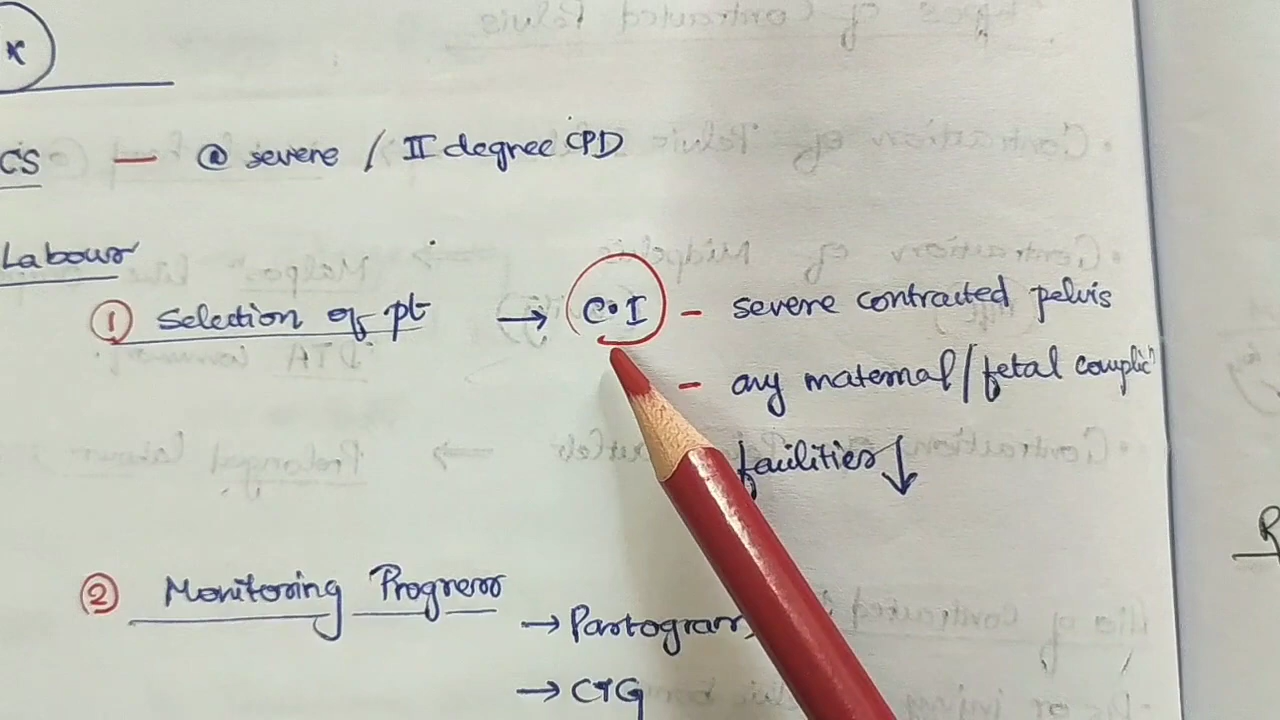 x
CS - @ severe / II degree CPD
Labour
① Selection of pt → C.I - severe contracted pelvis
- any maternal/fetal complicⁿ
facilities ↓
② Monitoring Progress
→ Partogram
→ CTG
R